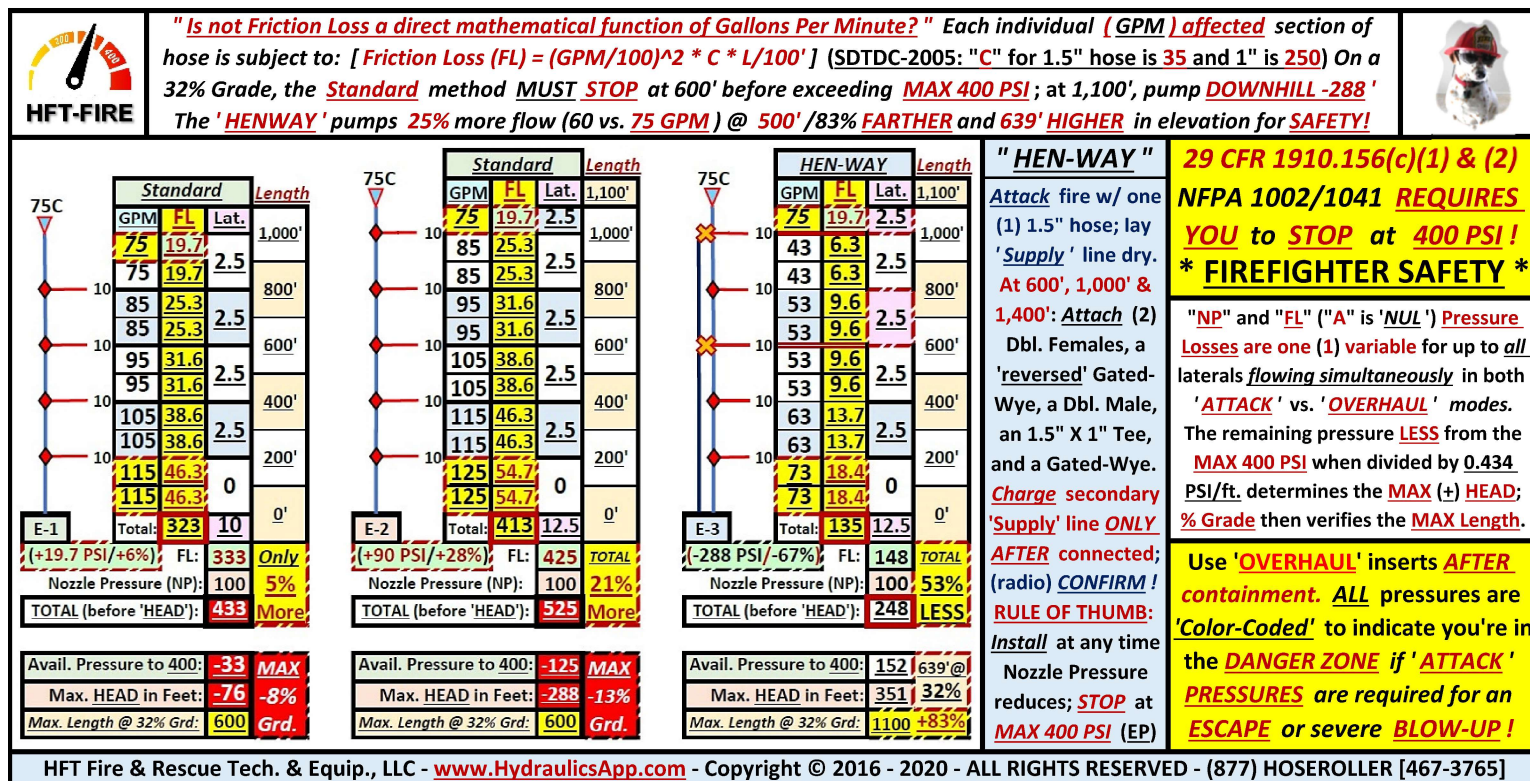 HFT-FIRE
200
400
" Is not Friction Loss a direct mathematical function of Gallons Per Minute? " Each individual ( GPM ) affected section of
hose is subject to: [ Friction Loss (FL) = (GPM/100)^2 * C * L/100' ] (SDTDC-2005: "C" for 1.5" hose is 35 and 1" is 250) On a
32% Grade, the Standard method MUST STOP at 600' before exceeding MAX 400 PSI ; at 1,100', pump DOWNHILL -288 '
The ' HENWAY ' pumps 25% more flow (60 vs. 75 GPM ) @ 500' /83% FARTHER and 639' HIGHER in elevation for SAFETY!
75C
Standard Length
GPM FL Lat.
75 19.7
1,000'
75 19.7 2.5
10 85 25.3 800'
85 25.3 2.5
10 95 31.6 600'
95 31.6 2.5
10 105 38.6 400'
105 38.6 2.5
10 115 46.3 200'
115 46.3 0
0'
E-1 Total: 323 10
(+19.7 PSI/+6%) FL: 333 Only
Nozzle Pressure (NP): 100 5%
TOTAL (before 'HEAD'): 433 More
Avail. Pressure to 400: -33 MAX
Max. HEAD in Feet: -76 -8%
Max. Length @ 32% Grd: 600 Grd.
75C
Standard Length
GPM FL Lat. 1,100'
75 19.7 2.5
10 85 25.3 1,000'
85 25.3 2.5
10 95 31.6 800'
95 31.6 2.5
10 105 38.6 600'
105 38.6 2.5
10 115 46.3 400'
115 46.3 2.5
10 125 54.7 200'
125 54.7 0
0'
E-2 Total: 413 12.5
(+90 PSI/+28%) FL: 425 TOTAL
Nozzle Pressure (NP): 100 21%
TOTAL (before 'HEAD'): 525 More
Avail. Pressure to 400: -125 MAX
Max. HEAD in Feet: -288 -13%
Max. Length @ 32% Grd: 600 Grd.
75C
HEN-WAY Length
GPM FL Lat. 1,100'
75 19.7 2.5
10 43 6.3 1,000'
43 6.3 2.5
10 53 9.6 800'
53 9.6 2.5
10 53 9.6 600'
53 9.6 2.5
10 63 13.7 400'
63 13.7 2.5
10 73 18.4 200'
73 18.4 0
0'
E-3 Total: 135 12.5
(-288 PSI/-67%) FL: 148 TOTAL
Nozzle Pressure (NP): 100 53%
TOTAL (before 'HEAD'): 248 LESS
Avail. Pressure to 400: 152 639'@
Max. HEAD in Feet: 351 32%
Max. Length @ 32% Grd: 1100 +83%
" HEN-WAY "
Attack fire w/ one
(1) 1.5" hose; lay
'Supply' line dry.
At 600', 1,000' &
1,400': Attach (2)
Dbl. Females, a
'reversed' Gated-
Wye, a Dbl. Male,
an 1.5" X 1" Tee,
and a Gated-Wye.
Charge secondary
'Supply' line ONLY
AFTER connected;
(radio) CONFIRM !
RULE OF THUMB:
Install at any time
Nozzle Pressure
reduces; STOP at
MAX 400 PSI (EP)
29 CFR 1910.156(c)(1) & (2)
NFPA 1002/1041 REQUIRES
YOU to STOP at 400 PSI !
* FIREFIGHTER SAFETY *
"NP" and "FL" ("A" is 'NUL') Pressure
Losses are one (1) variable for up to all
laterals flowing simultaneously in both
'ATTACK' vs. 'OVERHAUL' modes.
The remaining pressure LESS from the
MAX 400 PSI when divided by 0.434
PSI/ft. determines the MAX (+) HEAD;
% Grade then verifies the MAX Length.
Use 'OVERHAUL' inserts AFTER
containment. ALL pressures are
'Color-Coded' to indicate you're in
the DANGER ZONE if 'ATTACK'
PRESSURES are required for an
ESCAPE or severe BLOW-UP !
HFT Fire & Rescue Tech. & Equip., LLC - www.HydraulicsApp.com - Copyright © 2016 - 2020 - ALL RIGHTS RESERVED - (877) HOSEROLLER [467-3765]